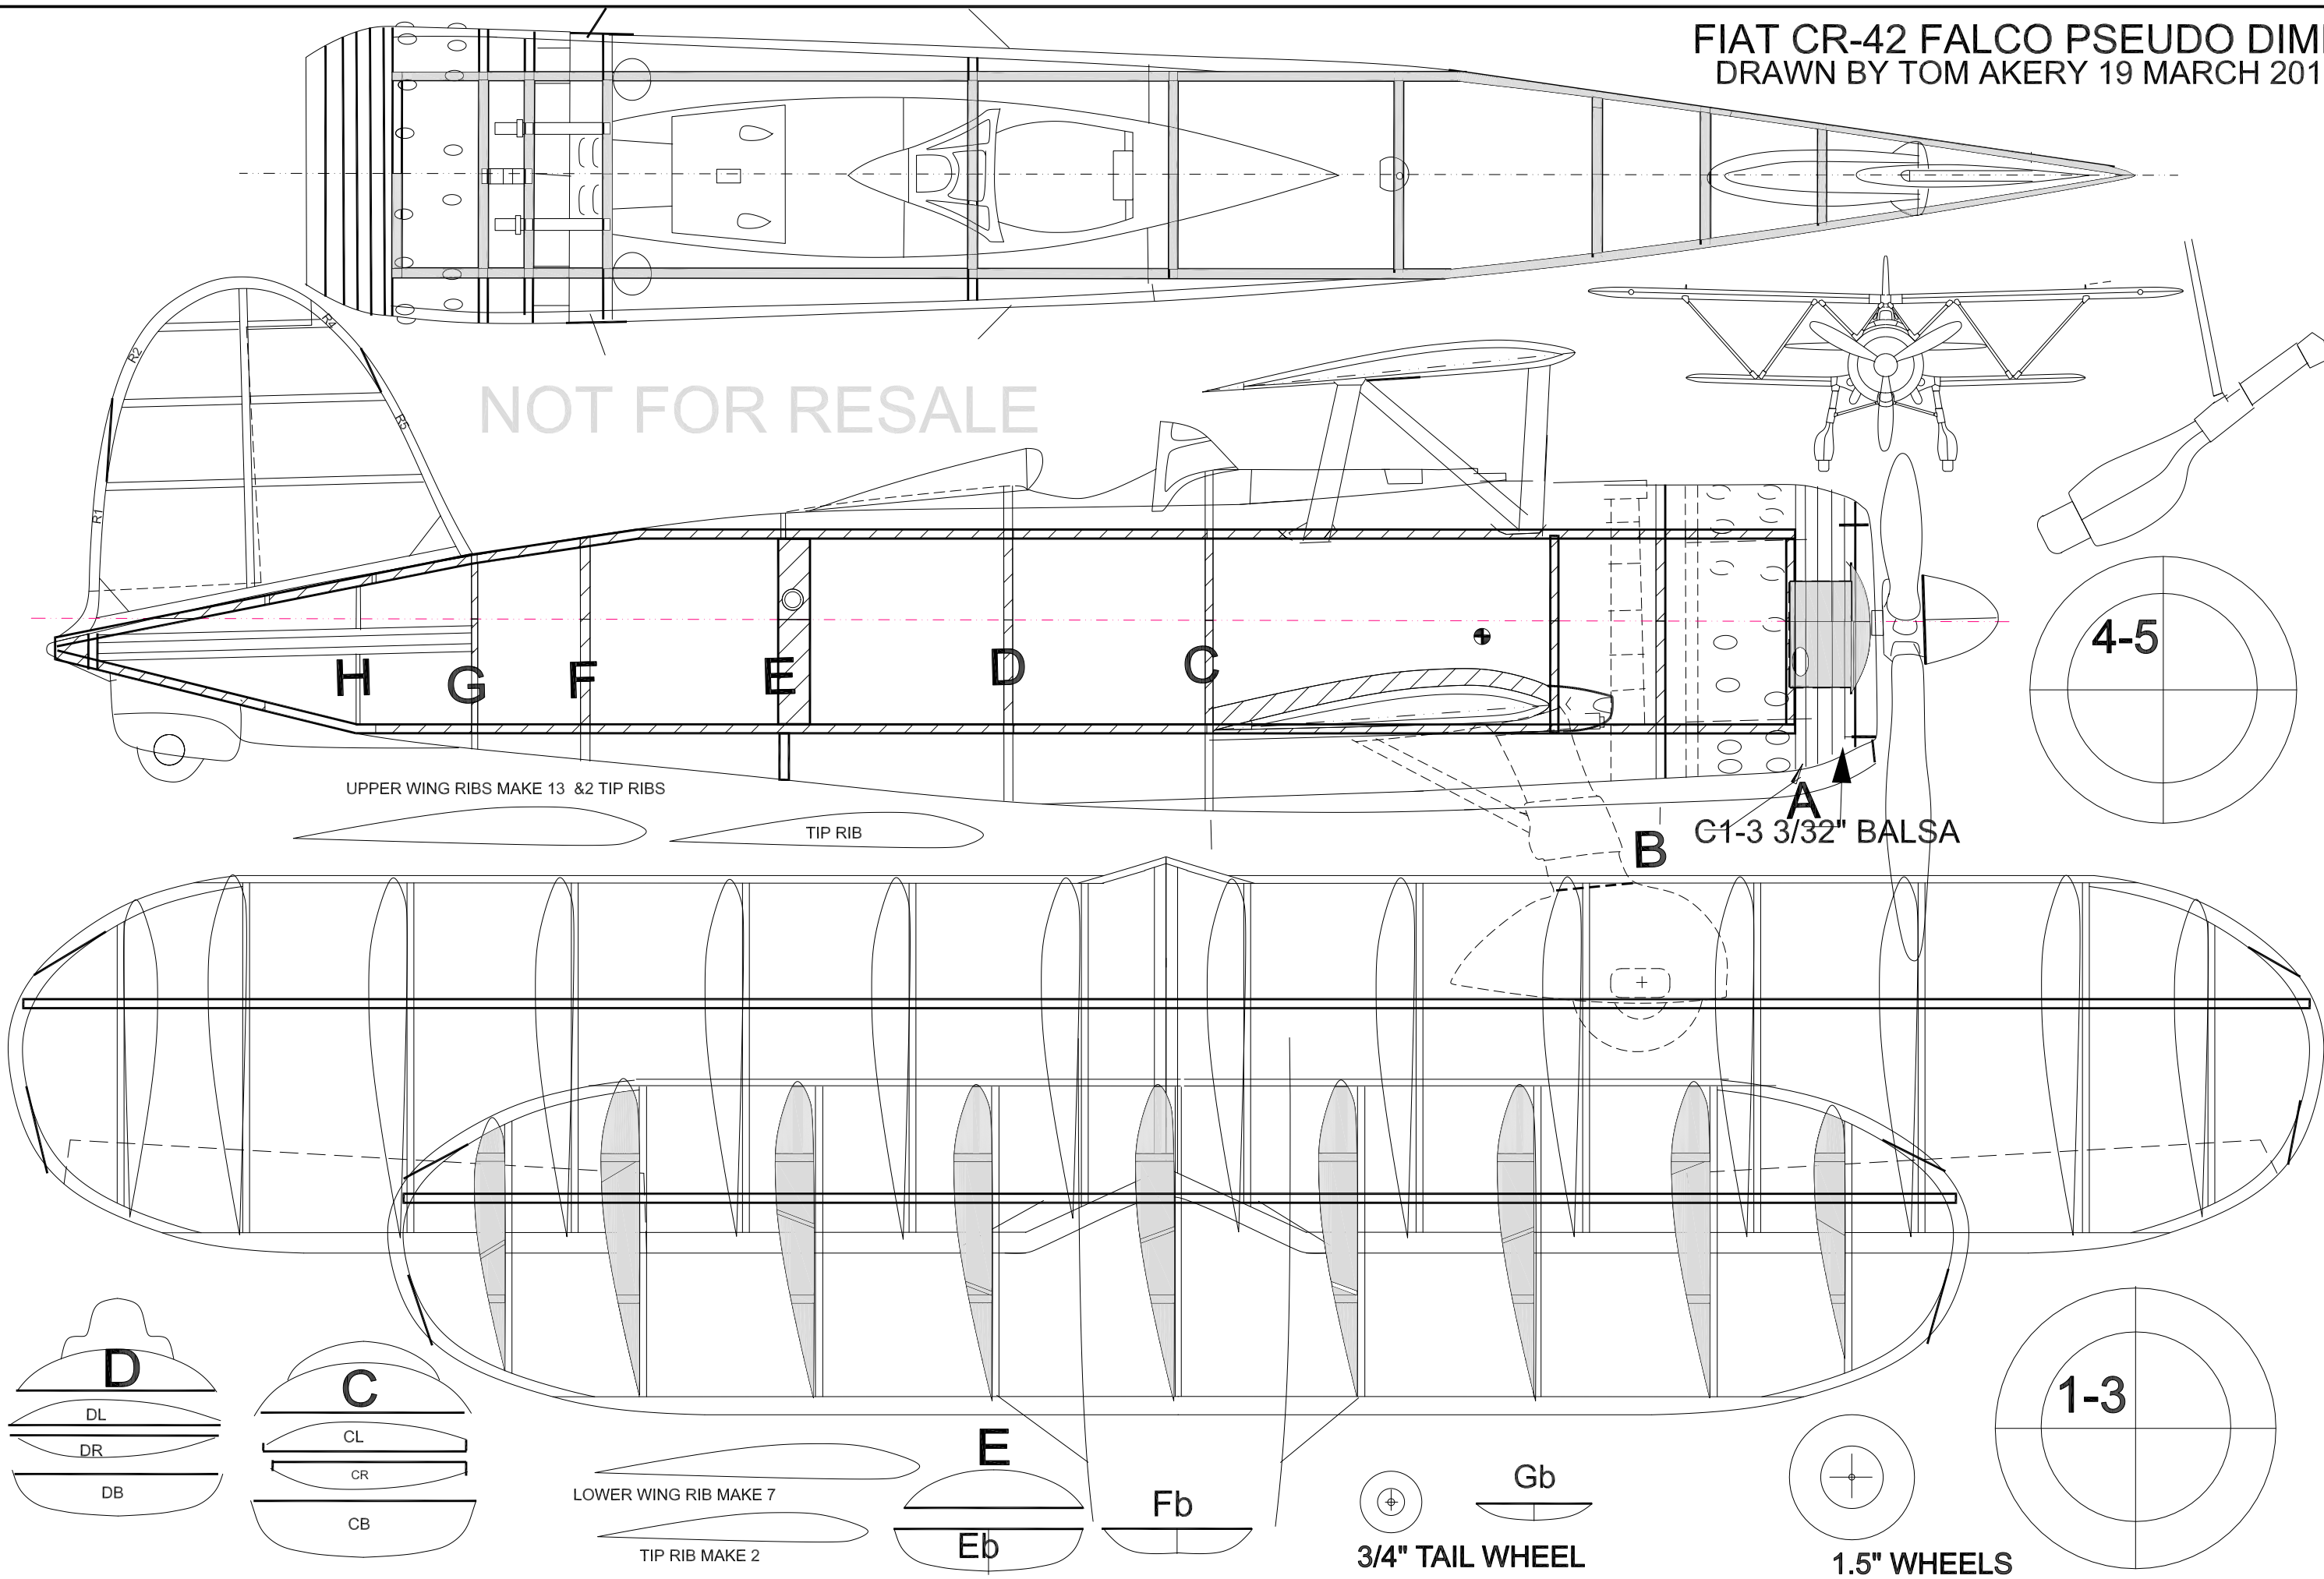 FIAT CR-42 FALCO PSEUDO DIM
DRAWN BY TOM AKERY 19 MARCH 201
R4
R2
NOT FOR RESALE
R5
R1
4-5
H
G
F
E
D
C
UPPER WING RIBS MAKE 13 &2 TIP RIBS
A
TIP RIB
B
C1-3 3/32" BALSA
D
DL
DR
DB
C
CL
CR
CB
LOWER WING RIB MAKE 7
TIP RIB MAKE 2
E
Eb
Fb
Gb
3/4" TAIL WHEEL
1.5" WHEELS
1-3